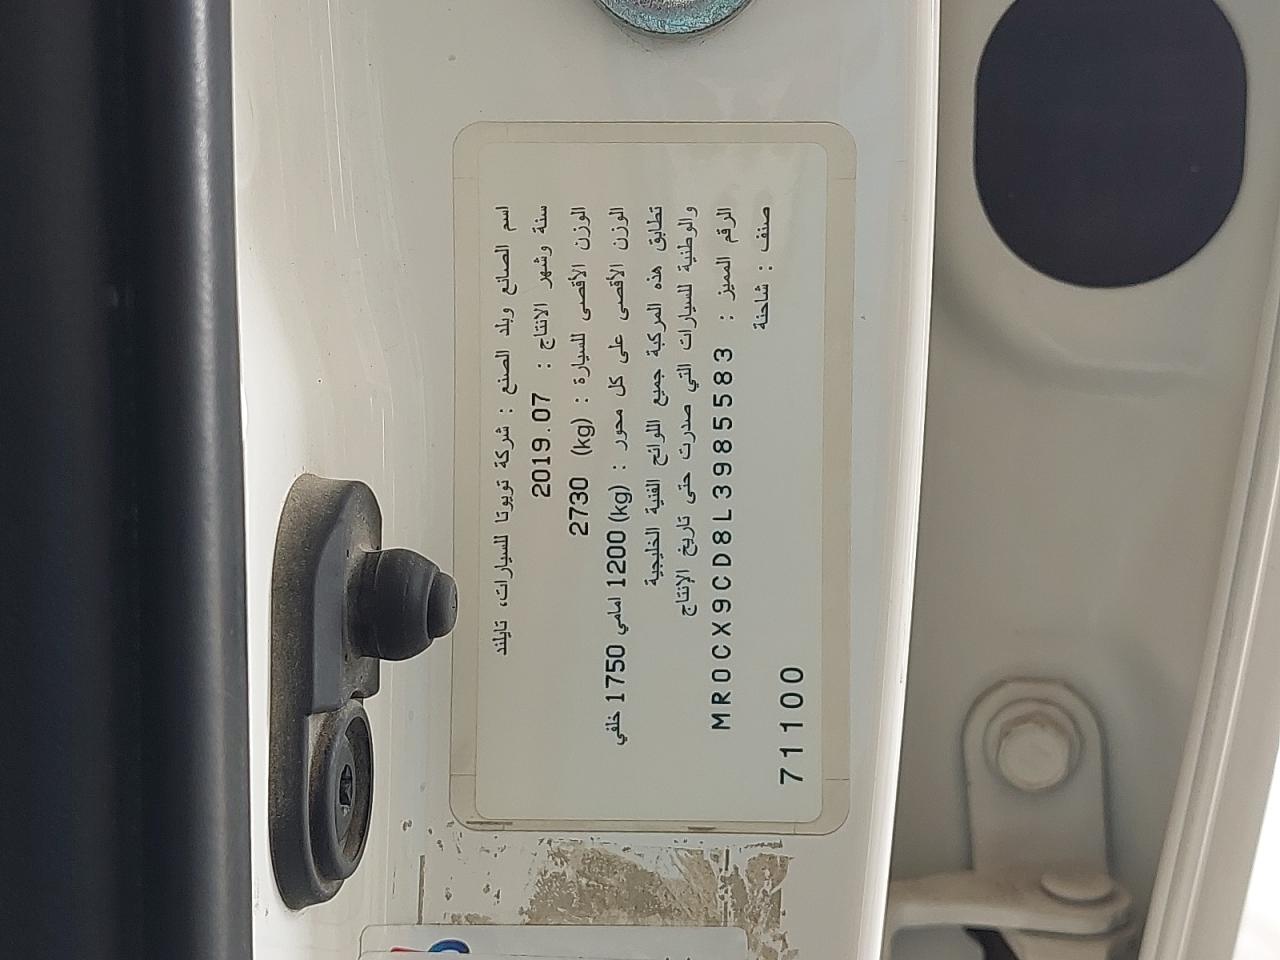 اسم الصانع وبلد الصنع : شركة تويوتا للسيارات، تايلند
سنة وشهر الانتاج : 2019.07
الوزن الأقصى للسيارة : (kg) 2730
الوزن الأقصى على كل محور : (kg) 1200 امامي 1750 خلفي
تطابق هذه المركبة جميع اللوائح الفنية الخليجية
والوطنية للسيارات التي صدرت حتى تاريخ الإنتاج
الرقم المميز : MR0CX9CD8L3985583
صنف : شاحنة
71100